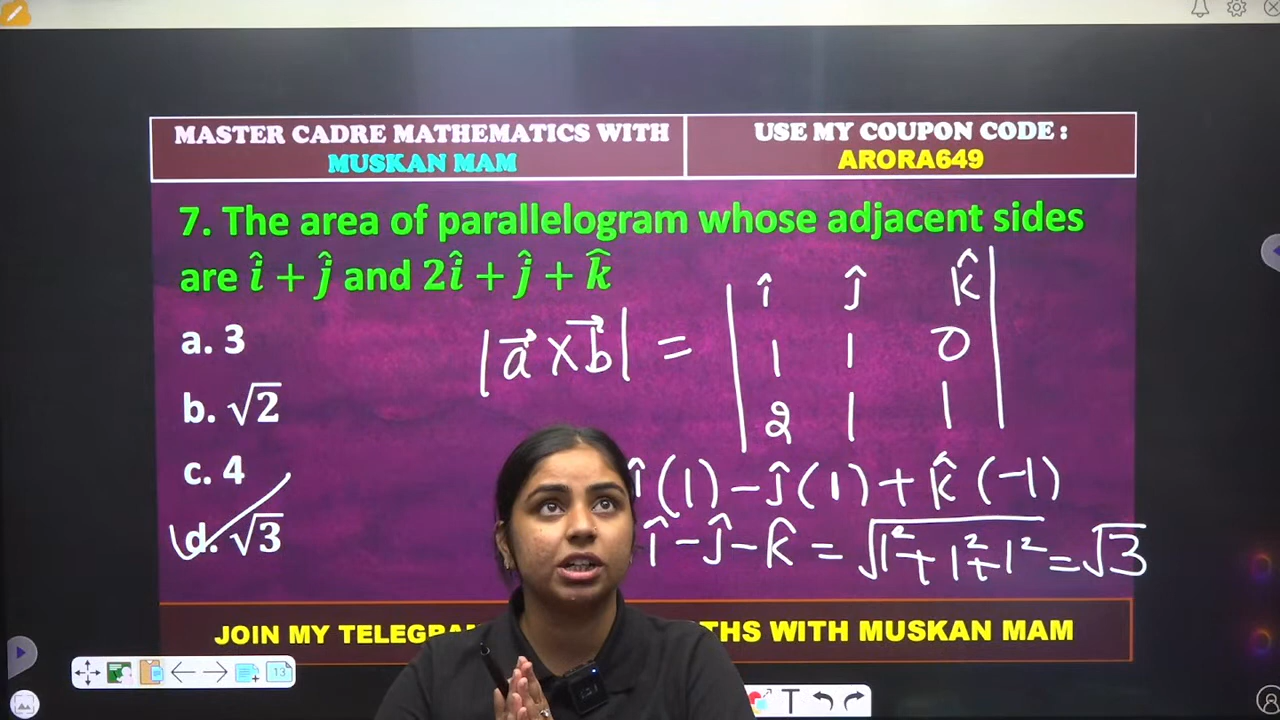 MASTER CADRE MATHEMATICS WITH
MUSKAN MAM
USE MY COUPON CODE :
ARORA649
7. The area of parallelogram whose adjacent sides
are î + ĵ and 2î + ĵ + k̂
a. 3
b. √2
c. 4
d. √3
|a⃗ × b⃗| = | î ĵ k̂
1 1 0
2 1 1 |
î (1) − ĵ (1) + k̂ (−1)
î − ĵ − k̂ = √1² + 1² + 1² = √3
JOIN MY TELEGRAM WITH MUSKAN MAM
13
T